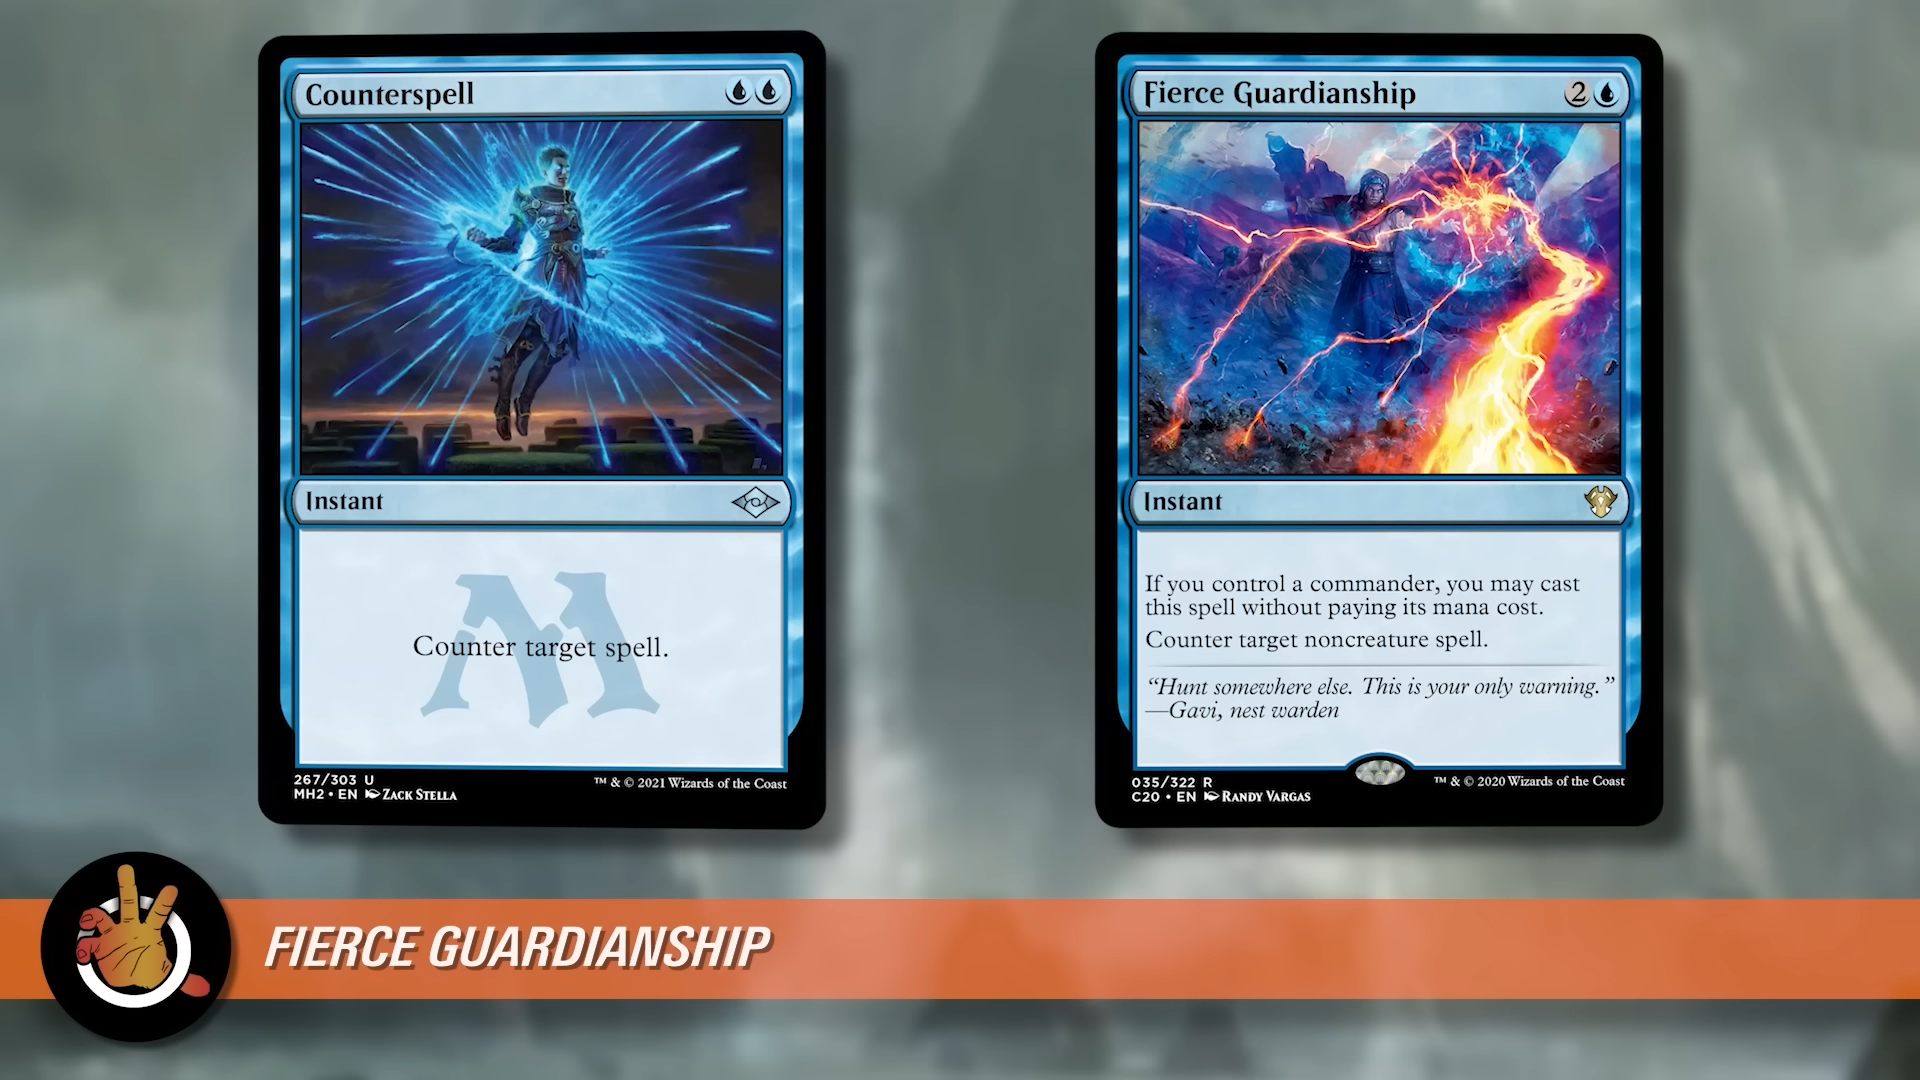 Counterspell
Instant
Counter target spell.
267/303 U
MH2 • EN ZACK STELLA
™ & © 2021 Wizards of the Coast
Fierce Guardianship
2
Instant
If you control a commander, you may cast
this spell without paying its mana cost.
Counter target noncreature spell.
“Hunt somewhere else. This is your only warning.”
—Gavi, nest warden
035/322 R
C20 • EN RANDY VARGAS
™ & © 2020 Wizards of the Coast
FIERCE GUARDIANSHIP